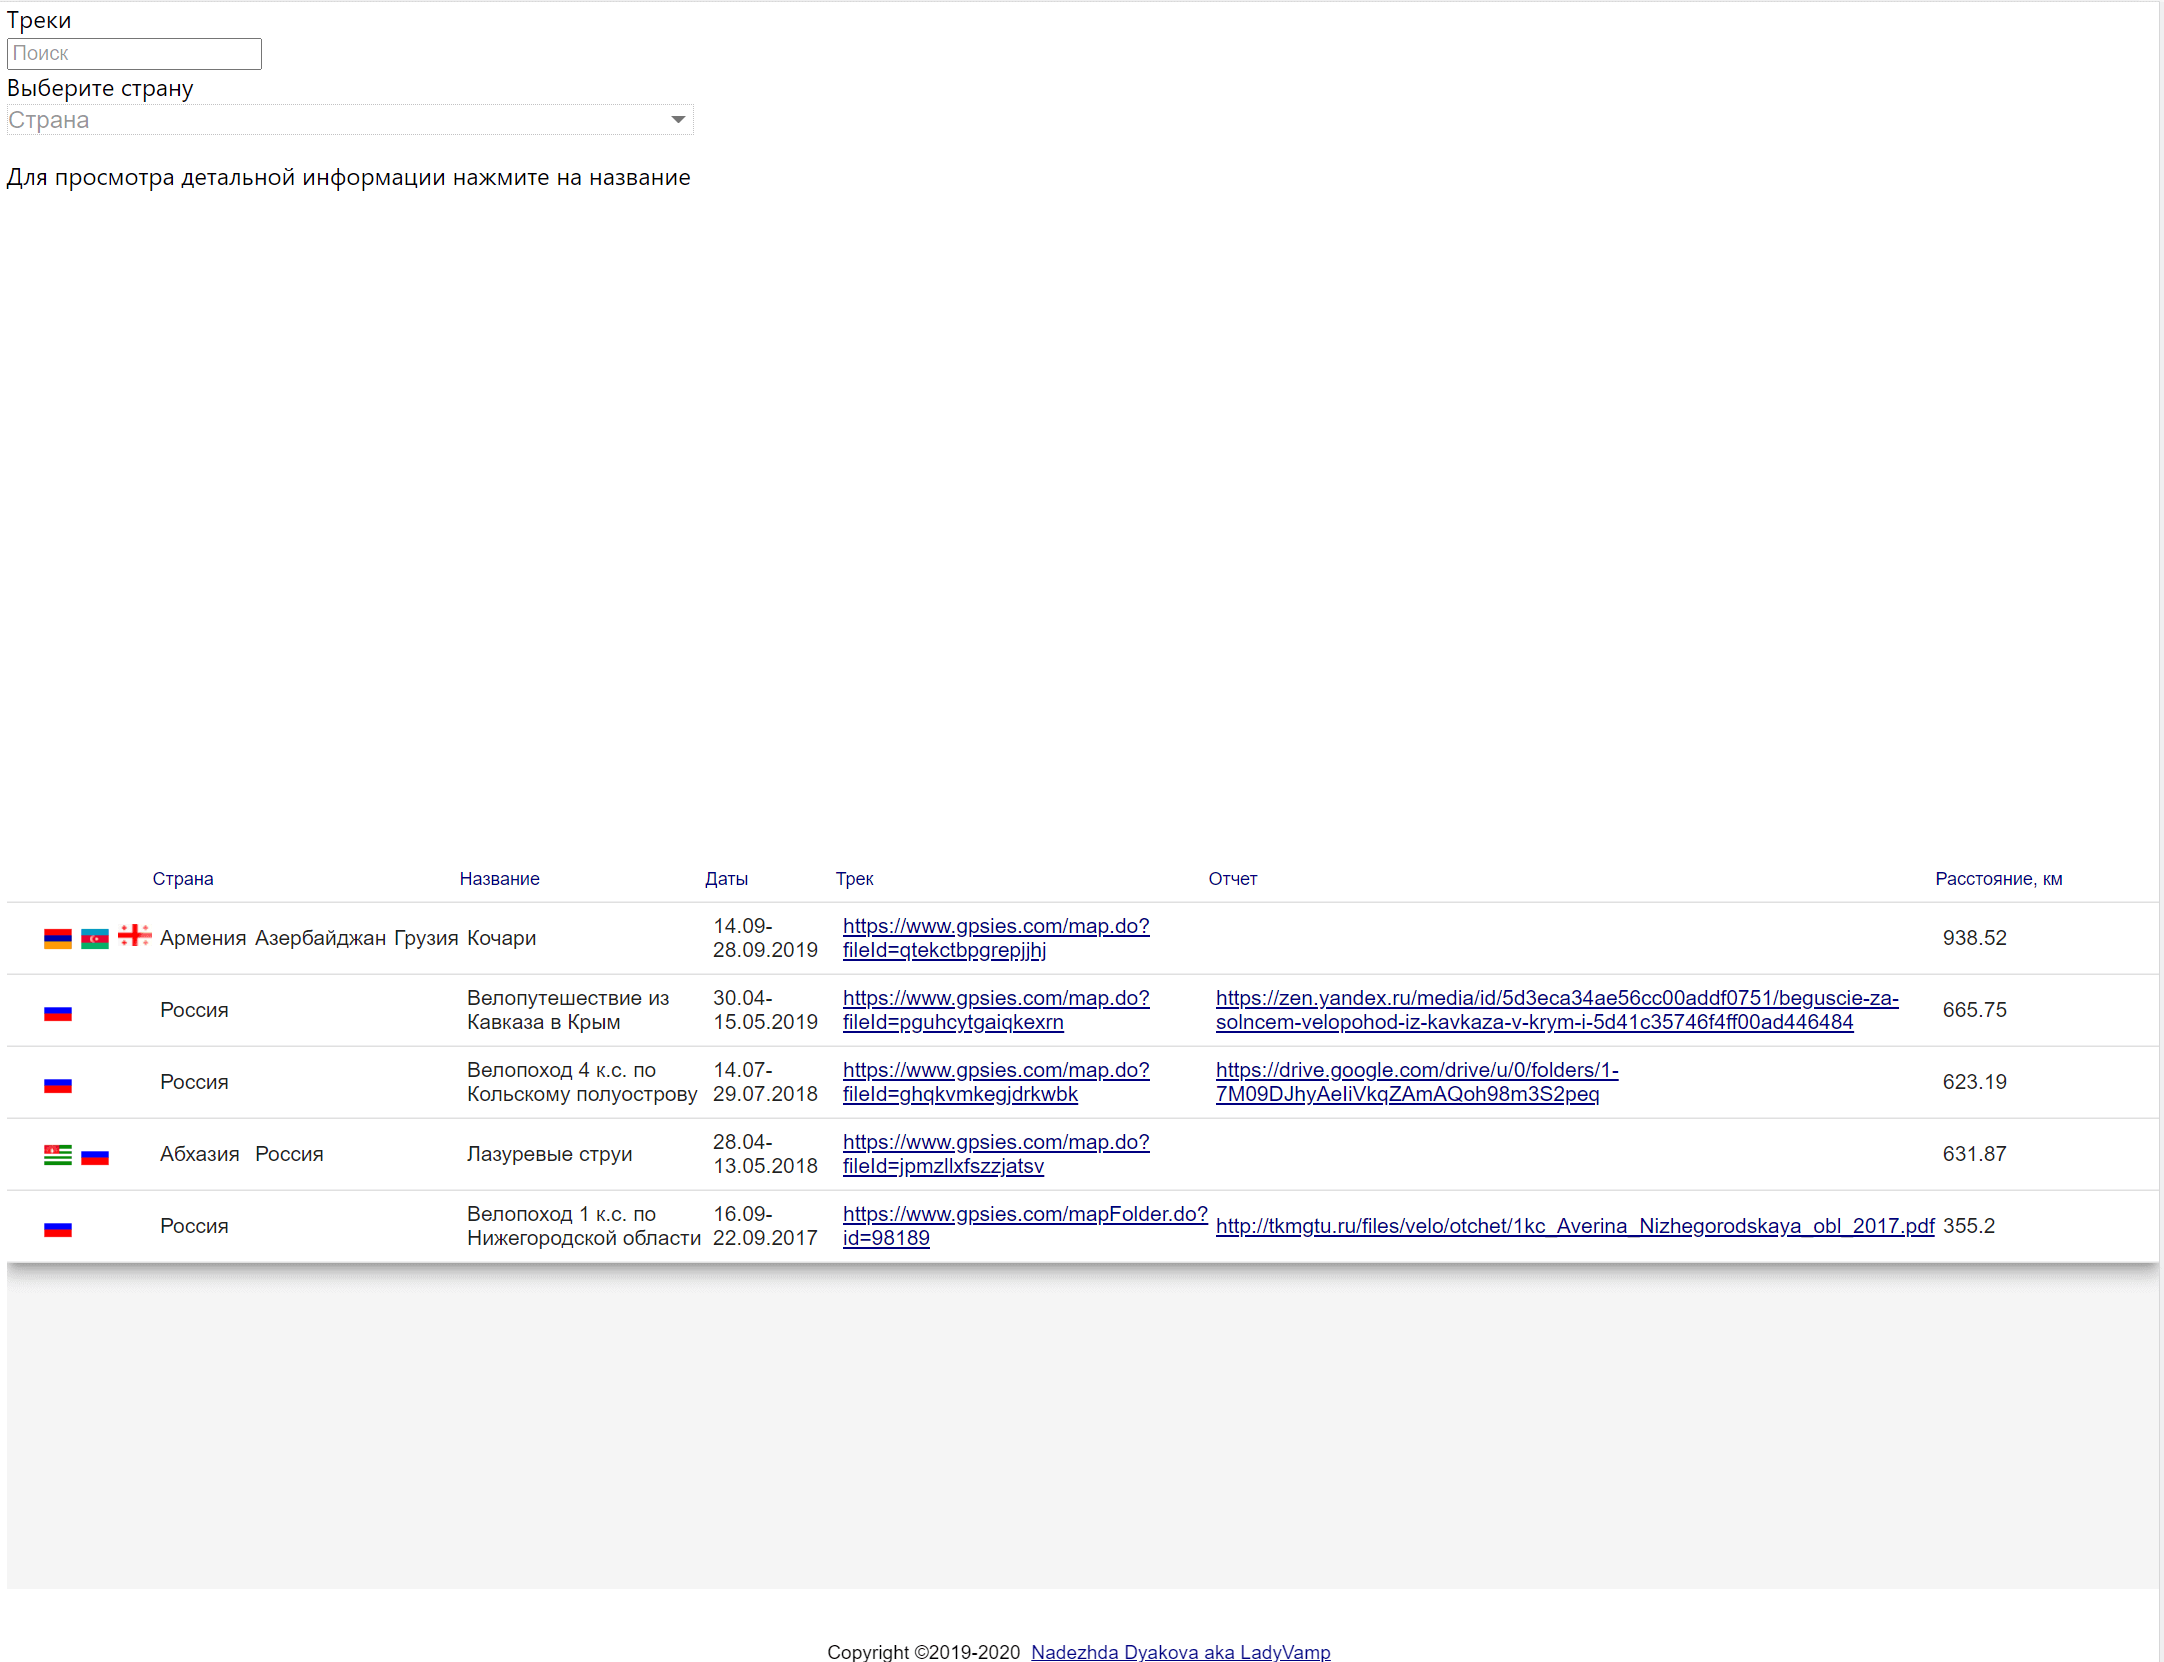 Треки
Поиск
Выберите страну
Страна
Для просмотра детальной информации нажмите на название
Страна Название Даты Трек Отчет Расстояние, км
Армения Азербайджан Грузия Кочари 14.09- https://www.gpsies.com/map.do? 938.52
28.09.2019 fileId=qtekctbpgrepjjhj
Россия Велопутешествие из 30.04- https://www.gpsies.com/map.do? https://zen.yandex.ru/media/id/5d3eca34ae56cc00addf0751/beguscie-za- 665.75
Кавказа в Крым 15.05.2019 fileId=pguhcytgaiqkexrn solncem-velopohod-iz-kavkaza-v-krym-i-5d41c35746f4ff00ad446484
Россия Велопоход 4 к.с. по 14.07- https://www.gpsies.com/map.do? https://drive.google.com/drive/u/0/folders/1- 623.19
Кольскому полуострову 29.07.2018 fileId=ghqkvmkegjdrkwbk 7M09DJhyAeIiVkqZAmAQoh98m3S2peq
Абхазия Россия Лазуревые струи 28.04- https://www.gpsies.com/map.do? 631.87
13.05.2018 fileId=jpmzllxfszzjatsv
Россия Велопоход 1 к.с. по 16.09- https://www.gpsies.com/mapFolder.do? http://tkmgtu.ru/files/velo/otchet/1kc_Averina_Nizhegorodskaya_obl_2017.pdf 355.2
Нижегородской области 22.09.2017 id=98189
Copyright ©2019-2020 Nadezhda Dyakova aka LadyVamp